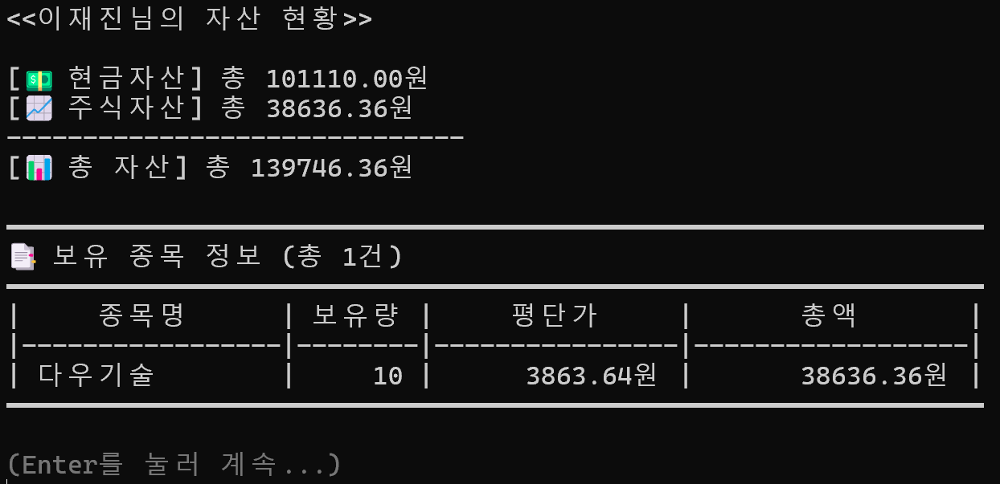 <<이재진님의 자산 현황>>
[💵 현금자산] 총 101110.00원
[📈 주식자산] 총 38636.36원
------------------------------
[📊 총 자산] 총 139746.36원
📑 보유 종목 정보 (총 1건)
| 종목명 | 보유량 | 평단가 | 총액 |
|-----------------|--------|----------------|------------------|
| 다우기술 | 10 | 3863.64원 | 38636.36원 |
(Enter를 눌러 계속...)